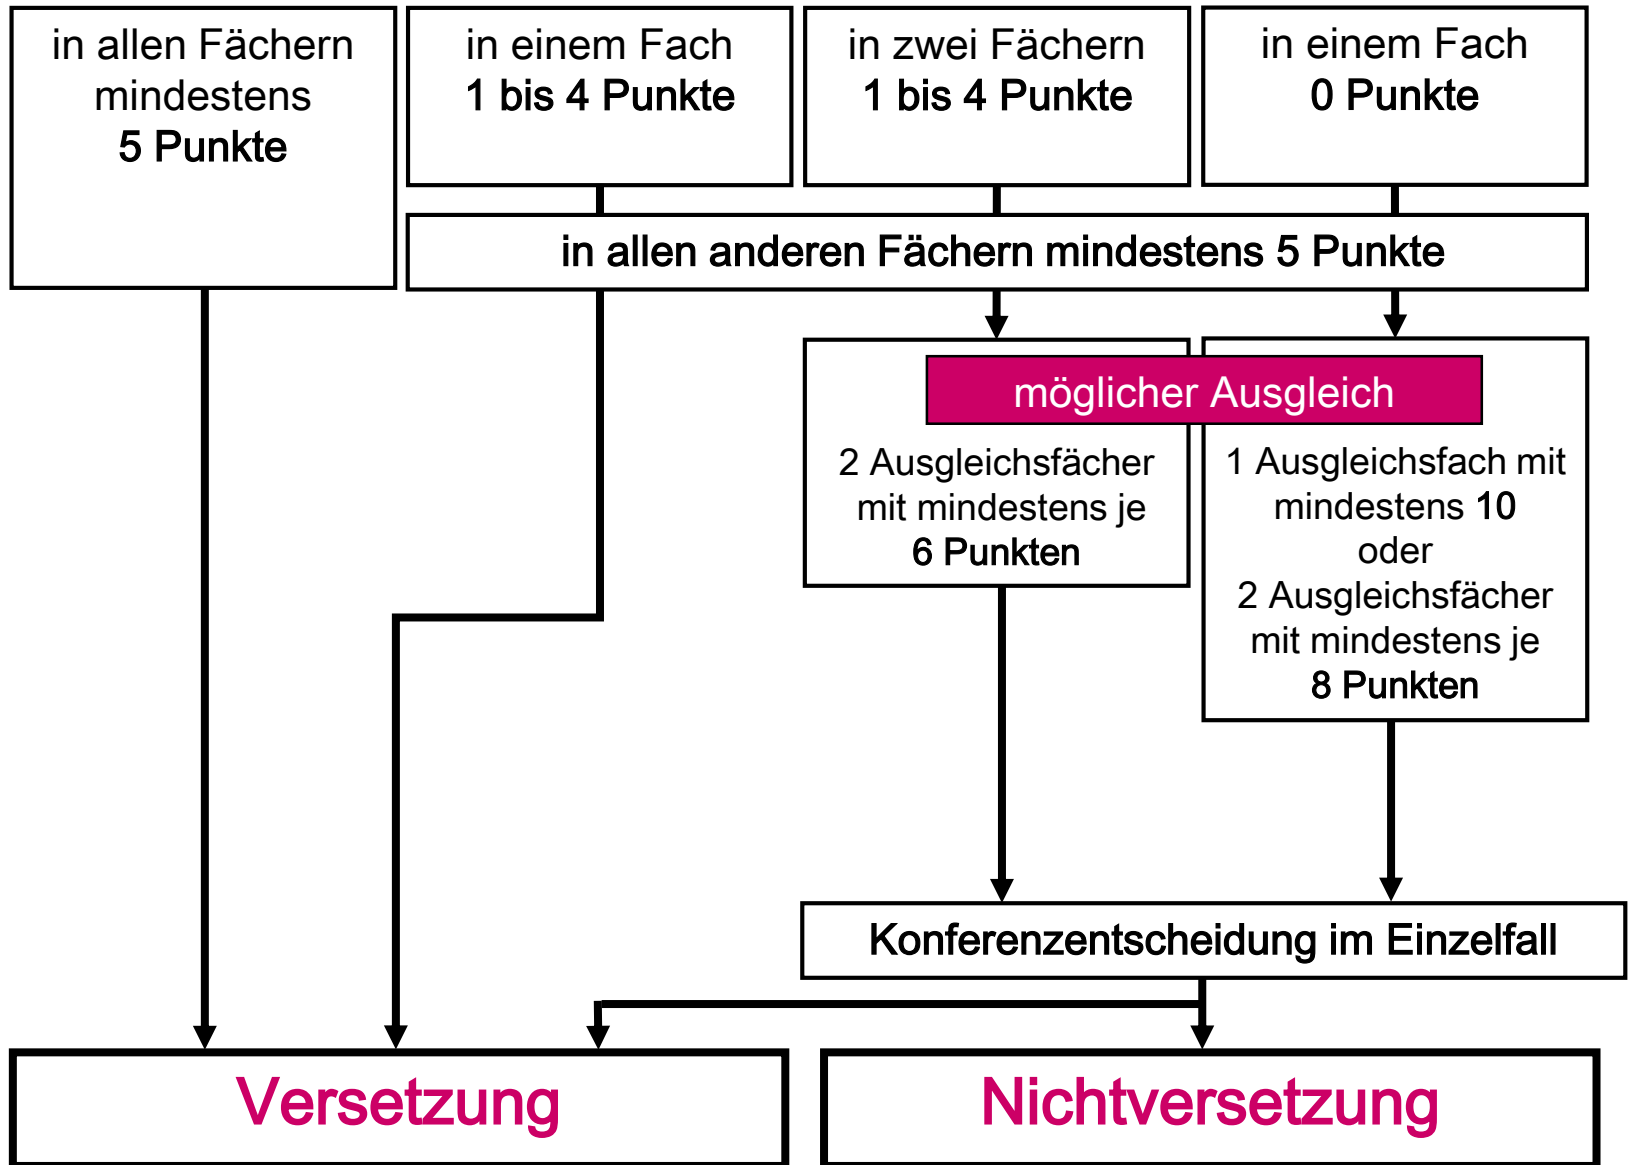 in allen Fächern
mindestens
5 Punkte
in einem Fach
1 bis 4 Punkte
in zwei Fächern
1 bis 4 Punkte
in einem Fach
0 Punkte
in allen anderen Fächern mindestens 5 Punkte
möglicher Ausgleich
2 Ausgleichsfächer
mit mindestens je
6 Punkten
1 Ausgleichsfach mit
mindestens 10
oder
2 Ausgleichsfächer
mit mindestens je
8 Punkten
Konferenzentscheidung im Einzelfall
Versetzung
Nichtversetzung